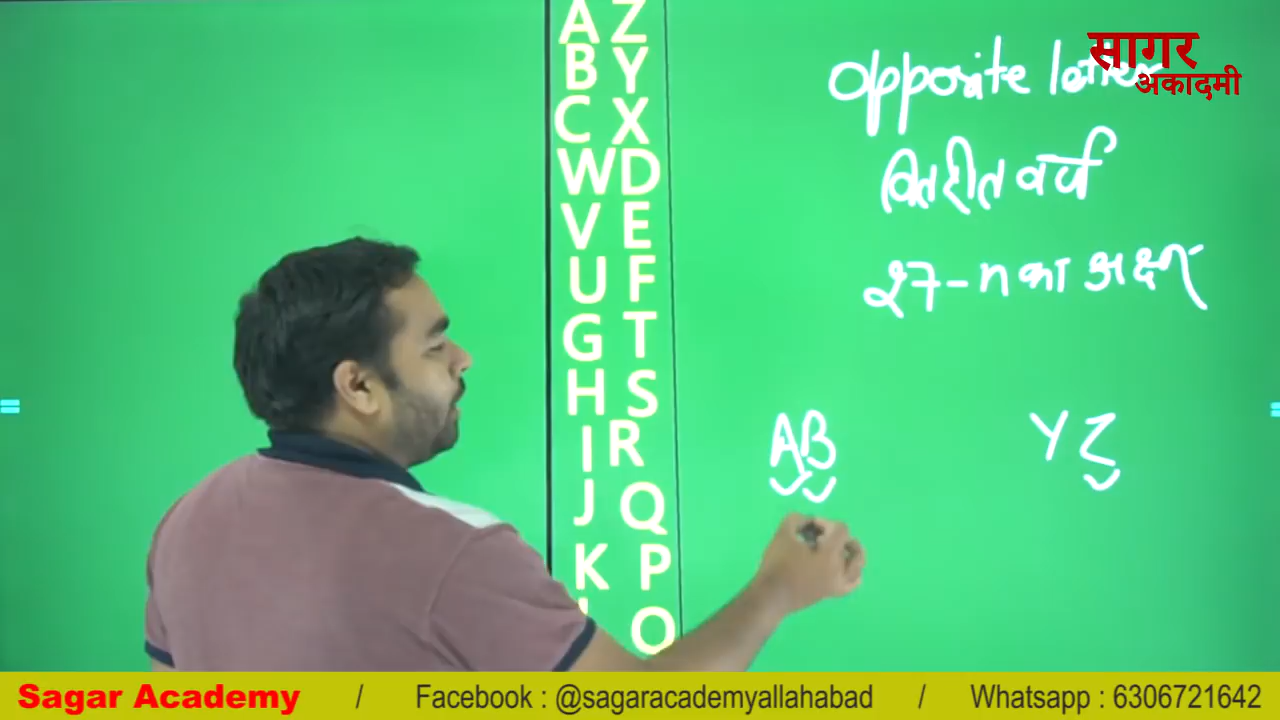 A Z
B Y
C X
W D
V E
U F
G T
H S
I R
J Q
K P
O
opposite letter
सागर
अकादमी
विपरीत वर्ण
27-n का अक्षर
AB YZ
Sagar Academy / Facebook : @sagaracademyallahabad / Whatsapp : 6306721642